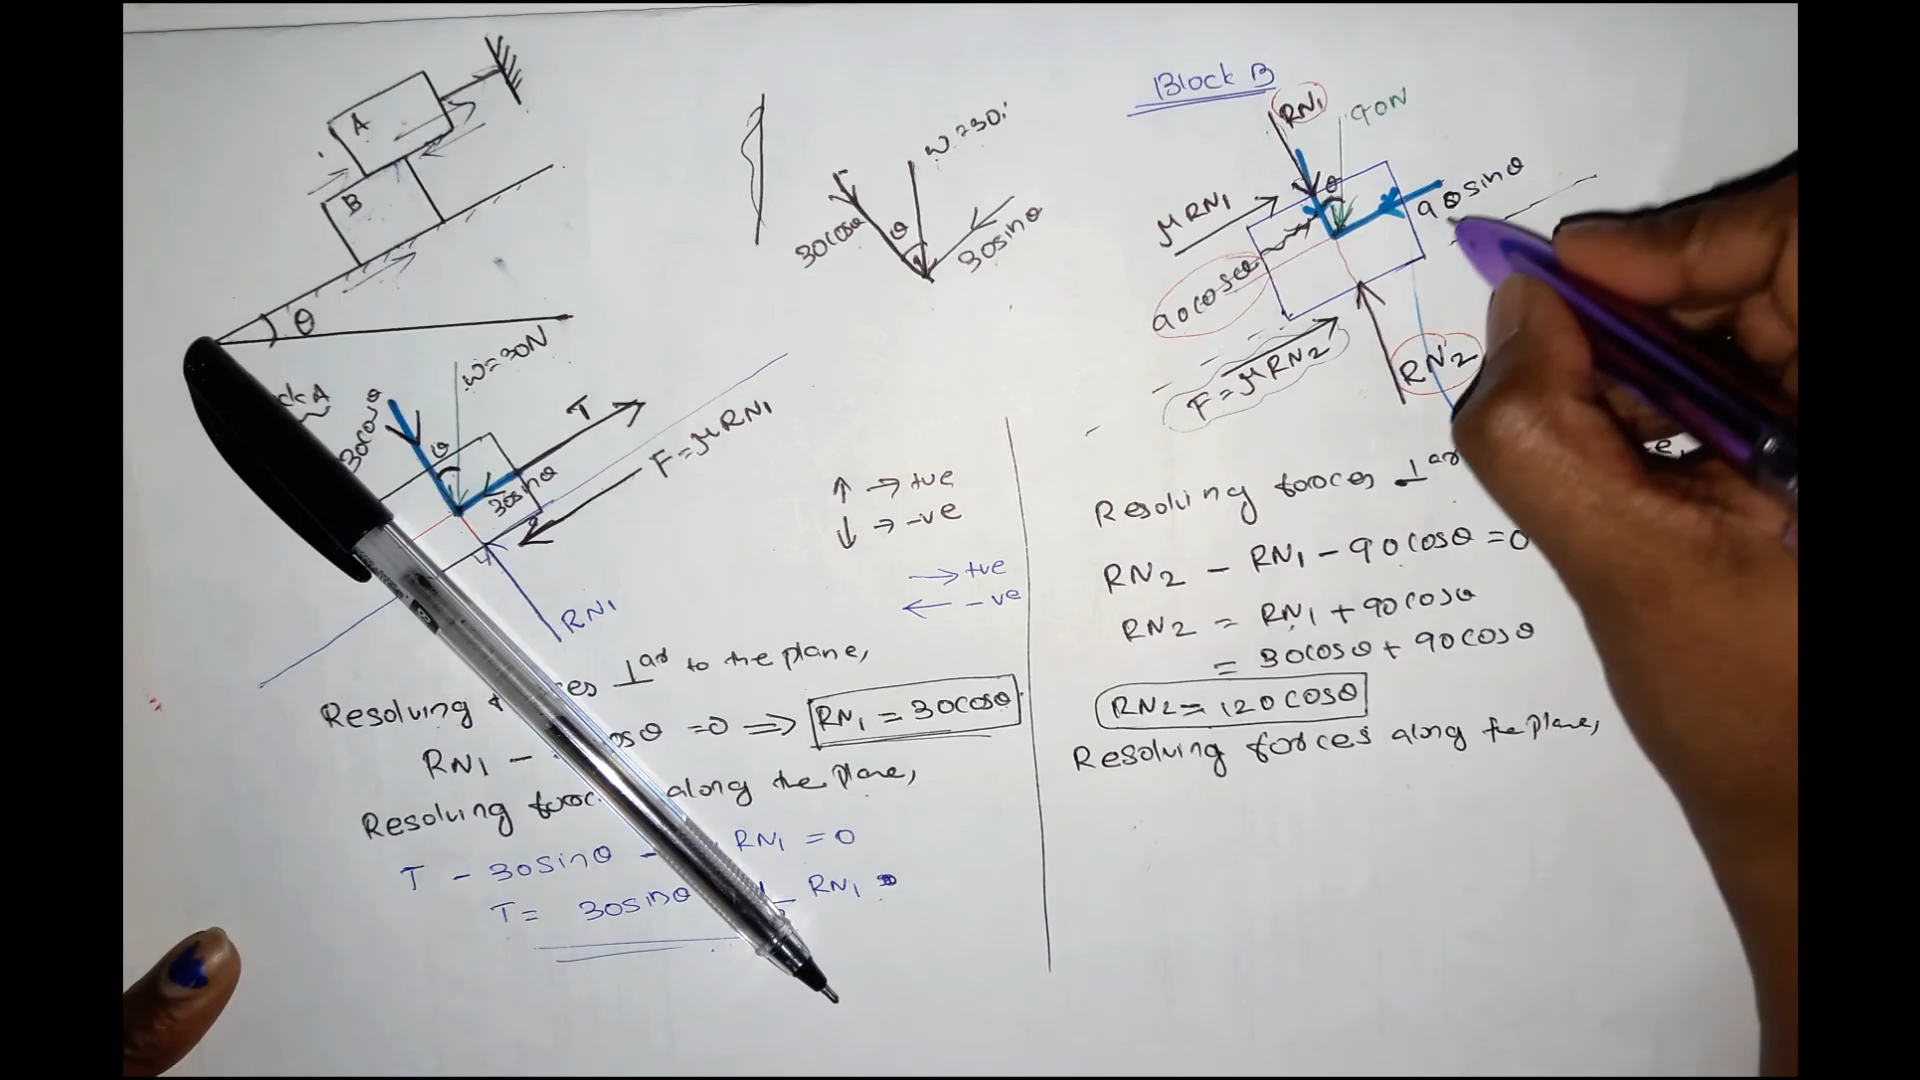 A
B
θ
W=30N
30cosθ
θ
T
30sinθ
F=μRN1
RN1
Resolving
to the plane,
RN1 -
=0 => RN1 = 30cosθ
Resolving
along the plane,
T - 30sinθ -
RN1 = 0
T = 30sinθ
RN1
30cosθ
θ
30sinθ
↑ → +ve
↓ → -ve
→ +ve
← -ve
Block B
RN1
90N
θ
90sinθ
μRN1
90cosθ
F=μRN2
RN2
Resolving forces ⊥ar
RN2 - RN1 - 90cosθ = 0
RN2 = RN1 + 90cosθ
= 30cosθ + 90cosθ
RN2 = 120cosθ
Resolving forces along the plane,